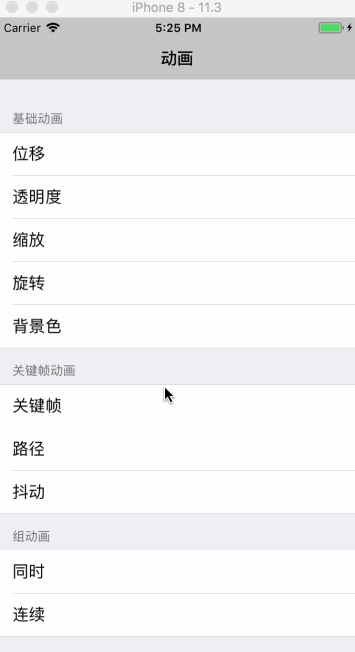 iPhone 8 - 11.3
Carrier 5:25 PM
动画
基础动画
位移
透明度
缩放
旋转
背景色
关键帧动画
关键帧
路径
抖动
组动画
同时
连续